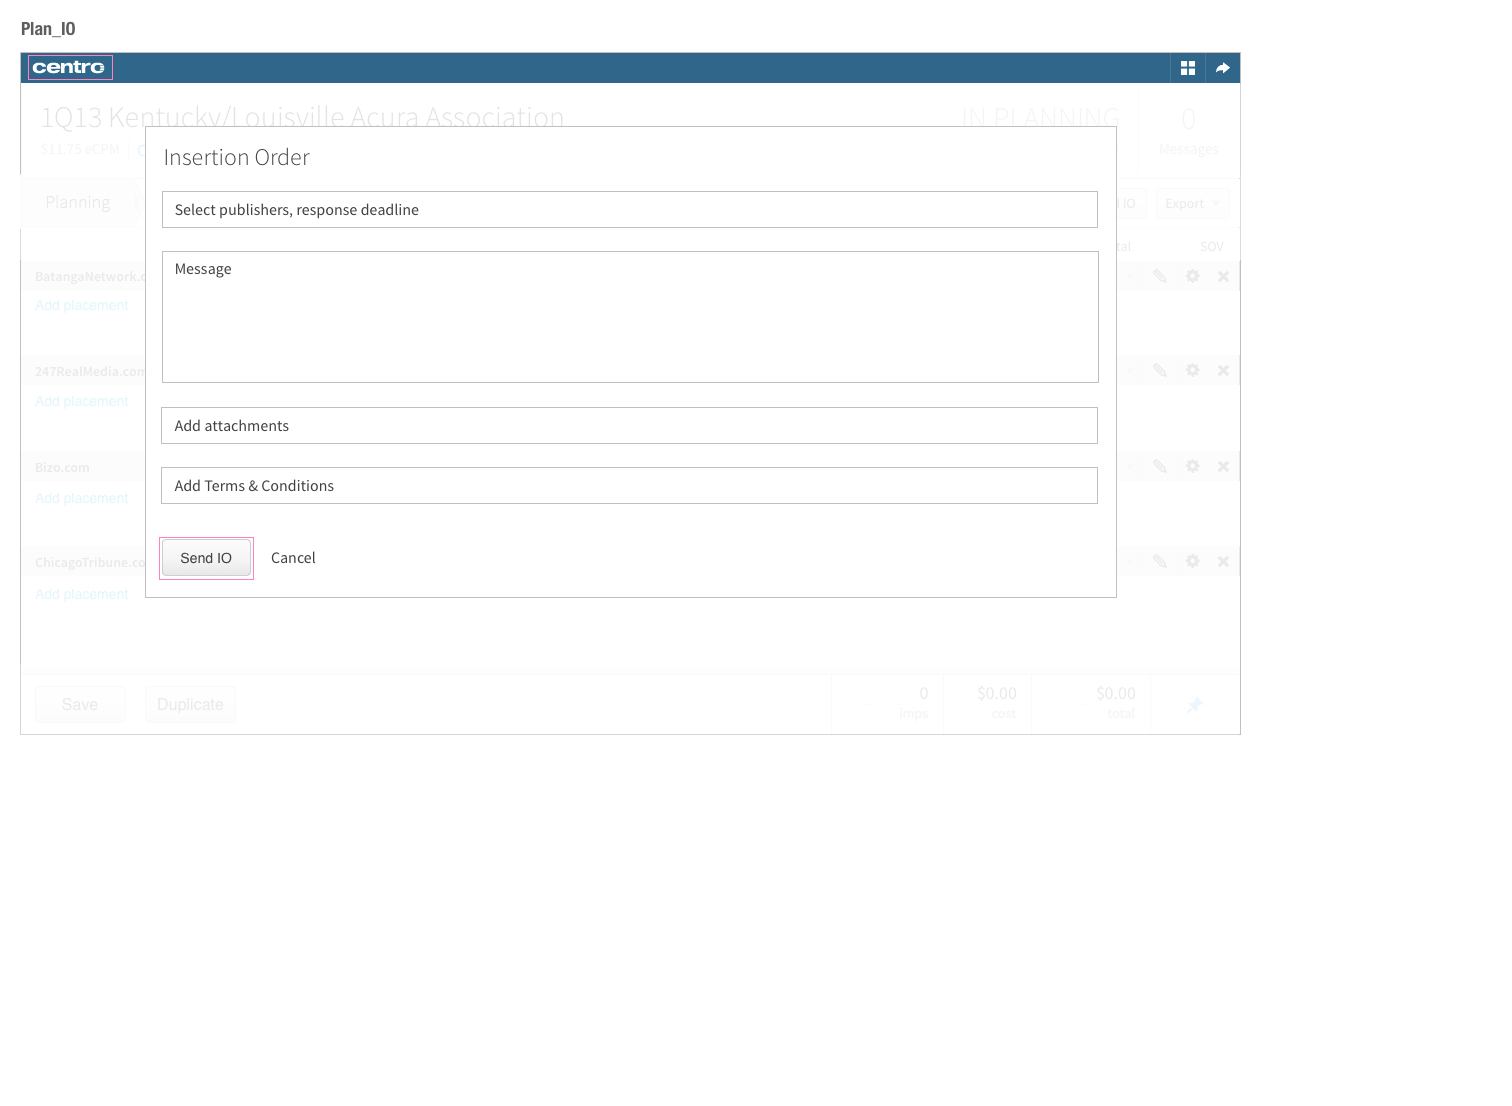 Plan_IO
centro
1Q13 Kentucky/Louisville Acura Association
IN PLANNING
0
$11.75 eCPM
Messages
Insertion Order
Planning
IO
Export
Select publishers, response deadline
SOV
BatangaNetwork.c
Message
Add placement
247RealMedia.com
Add placement
Add attachments
Bizo.com
Add Terms & Conditions
Add placement
ChicagoTribune.co
Send IO
Cancel
Add placement
Save
Duplicate
0
imps
$0.00
cost
$0.00
total